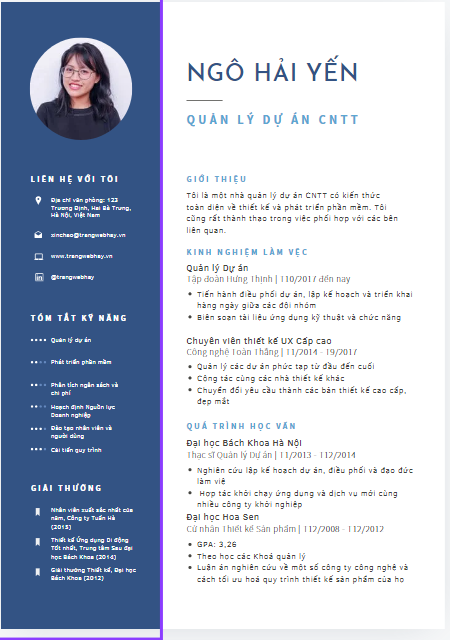 NGÔ HẢI YẾN
QUẢN LÝ DỰ ÁN CNTT
LIÊN HỆ VỚI TÔI
Địa chỉ văn phòng: 123
Trương Định, Hai Bà Trưng,
Hà Nội, Việt Nam
xinchao@trangwebhay.vn
www.trangwebhay.vn
@trangwebhay
TÓM TẮT KỸ NĂNG
Quản lý dự án
Phát triển phần mềm
Phân tích ngân sách và
chi phí
Hoạch định Nguồn lực
Doanh nghiệp
Đào tạo nhân viên và
người dùng
Cải tiến quy trình
GIẢI THƯỞNG
Nhân viên xuất sắc nhất của
năm, Công ty Tuấn Hà
(2015)
Thiết kế Ứng dụng Di động
Tốt nhất, Trung tâm Sau đại
học Bách Khoa (2014)
Giải thưởng Thiết kế, Đại học
Bách Khoa (2012)
GIỚI THIỆU
Tôi là một nhà quản lý dự án CNTT có kiến thức
toàn diện về thiết kế và phát triển phần mềm. Tôi
cũng rất thành thạo trong việc phối hợp với các bên
liên quan.
KINH NGHIỆM LÀM VỆC
Quản lý Dự án
Tập đoàn Hưng Thịnh | T10/2017 đến nay
Tiến hành điều phối dự án, lập kế hoạch và triển khai
hàng ngày giữa các đội nhóm
Biên soạn tài liệu ứng dụng kỹ thuật và chức năng
Chuyên viên thiết kế UX Cấp cao
Công nghệ Toàn Thắng | T1/2014 - T9/2017
Quản lý các dự án phức tạp từ đầu đến cuối
Cộng tác cùng các nhà thiết kế khác
Chuyển đổi yêu cầu thành các bản thiết kế cao cấp,
đẹp mắt
QUÁ TRÌNH HỌC VẤN
Đại học Bách Khoa Hà Nội
Thạc sĩ Quản lý Dự án | T1/2013 - T12/2014
Nghiên cứu lập kế hoạch dự án, điều phối và đạo đức
làm việ
Hợp tác khởi chạy ứng dụng và dịch vụ mới cùng
nhiều công ty khởi nghiệp
Đại học Hoa Sen
Cử nhân Thiết kế Sản phẩm | T12/2008 - T12/2012
GPA: 3,26
Theo học các Khoá quản lý
Luận án nghiên cứu về một số công ty công nghệ và
cách tối ưu hoá quy trình thiết kế sản phẩm của họ